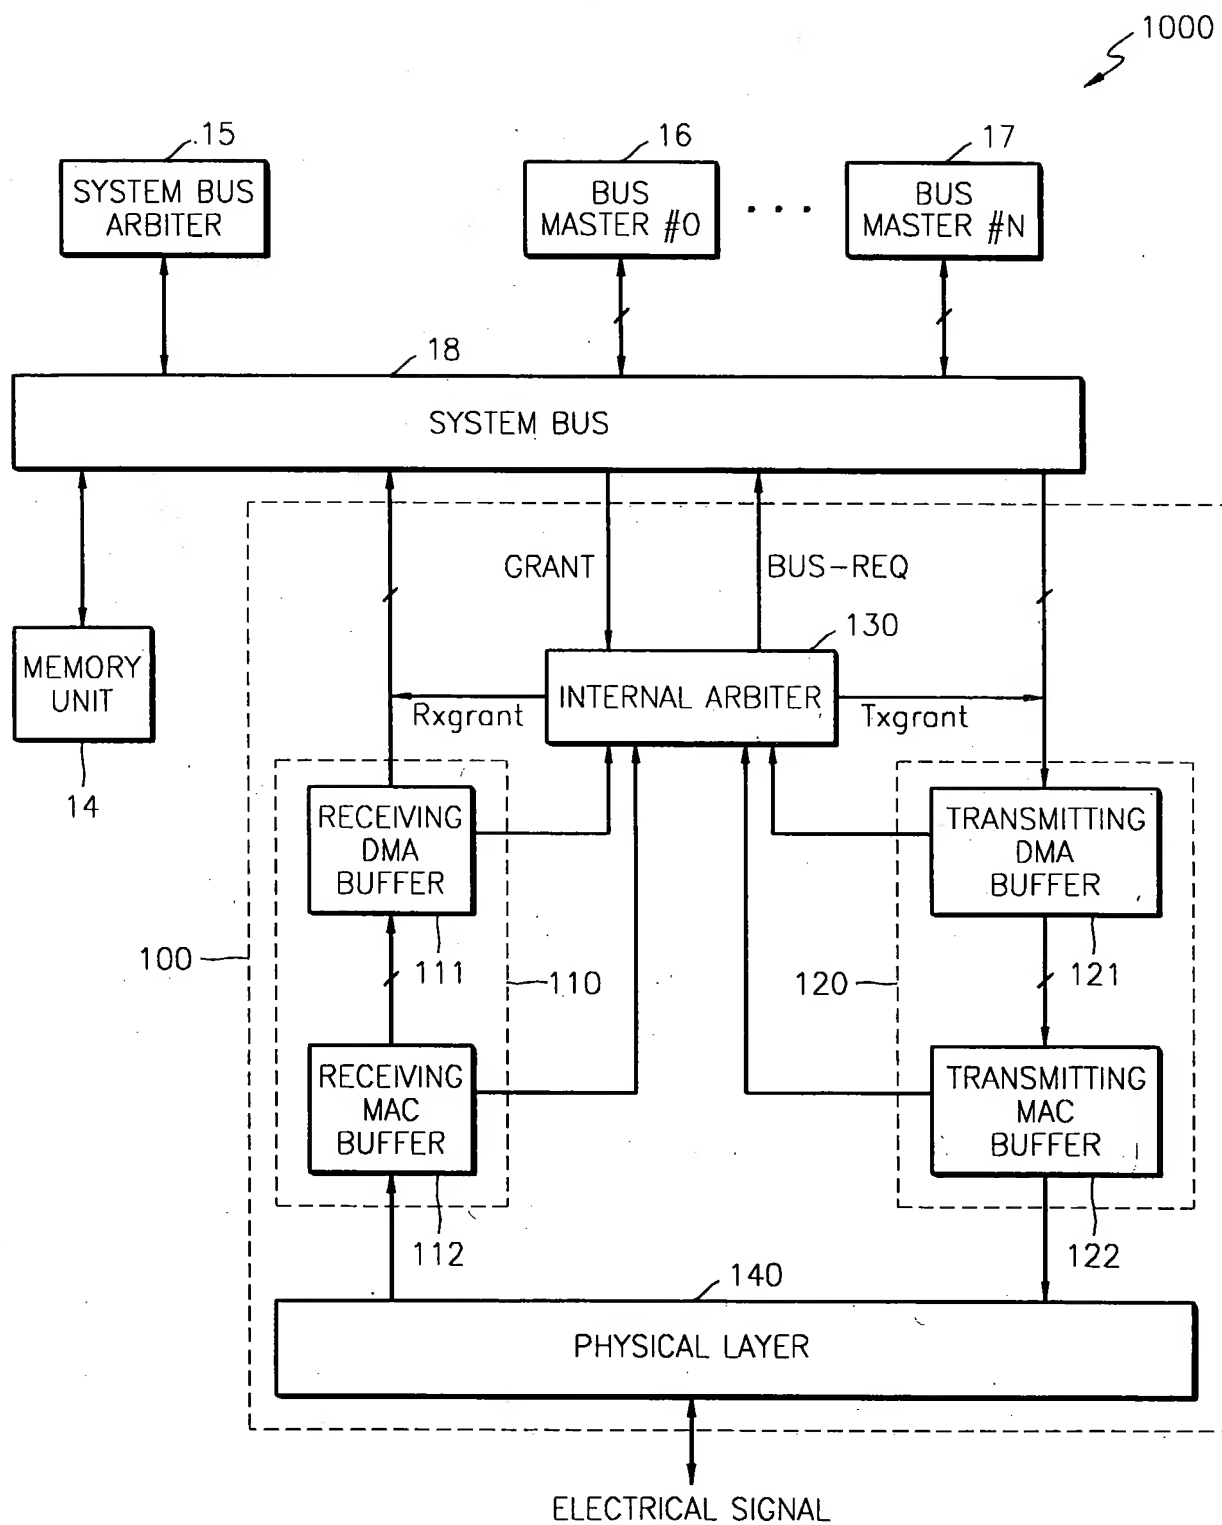 1000
15
16
17
SYSTEM BUS
ARBITER
BUS
MASTER #0
. . .
BUS
MASTER #N
18
SYSTEM BUS
GRANT
BUS-REQ
130
MEMORY
UNIT
INTERNAL ARBITER
Rxgrant
Txgrant
14
RECEIVING
DMA
BUFFER
TRANSMITTING
DMA
BUFFER
100
111
110
120
121
RECEIVING
MAC
BUFFER
TRANSMITTING
MAC
BUFFER
112
122
140
PHYSICAL LAYER
ELECTRICAL SIGNAL